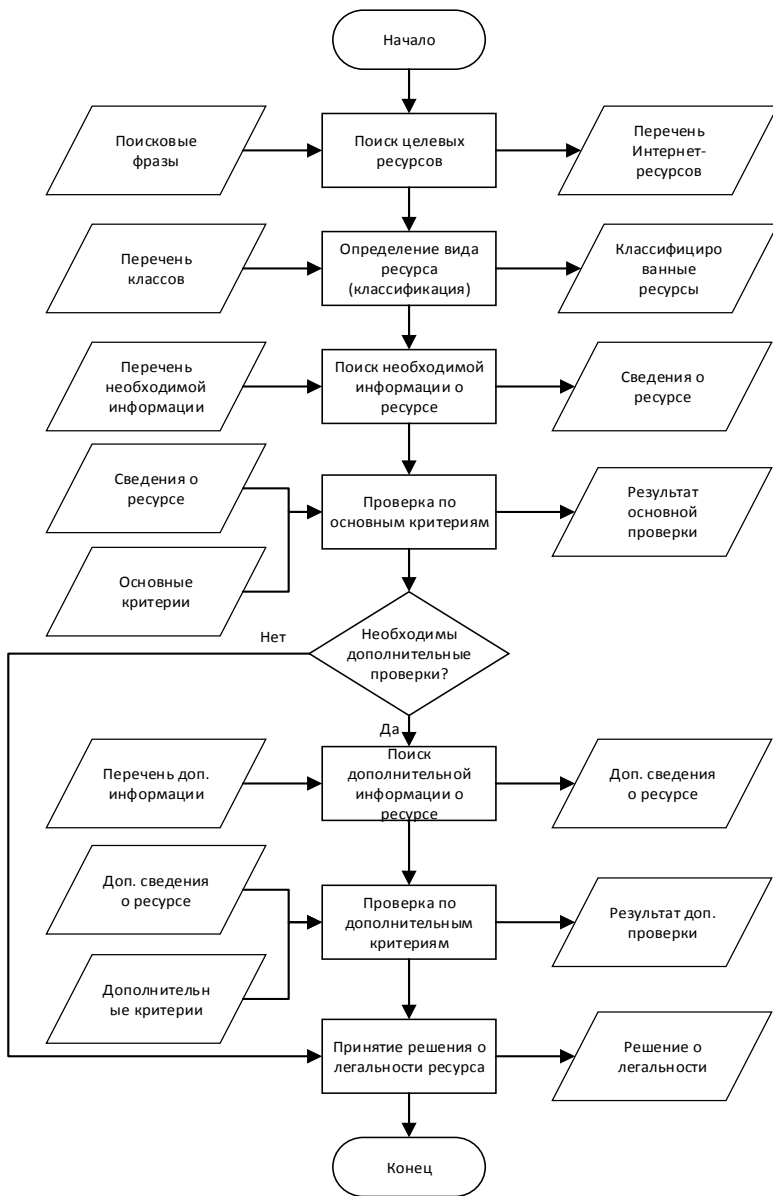 Начало
Поисковые
фразы
Поиск целевых
ресурсов
Перечень
Интернет-
ресурсов
Перечень
классов
Определение вида
ресурса
(классификация)
Классифициро
ванные
ресурсы
Перечень
необходимой
информации
Поиск необходимой
информации о
ресурсе
Сведения о
ресурсе
Сведения о
ресурсе
Основные
критерии
Проверка по
основным критериям
Результат
основной
проверки
Нет
Необходимы
дополнительные
проверки?
Да
Перечень доп.
информации
Поиск
дополнительной
информации о
ресурсе
Доп. сведения
о ресурсе
Доп. сведения
о ресурсе
Дополнительн
ые критерии
Проверка по
дополнительным
критериям
Результат доп.
проверки
Принятие решения о
легальности ресурса
Решение о
легальности
Конец